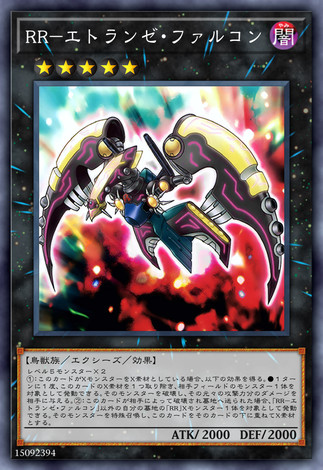 RR－エトランゼ・ファルコン
闇
【鳥獣族／エクシーズ／効果】
レベル５モンスター×２
①：このカードがXモンスターをX素材としている場合、以下の効果を得る。●１ター
ンに１度、このカードのX素材を１つ取り除き、相手フィールドのモンスター１体を
対象として発動できる。そのモンスターを破壊し、その元々の攻撃力分のダメージを
相手に与える。②：このカードが相手によって破壊され墓地へ送られた場合、「RR－エ
トランゼ・ファルコン」以外の自分の墓地の「RR」Xモンスター１体を対象として発動で
きる。そのモンスターを特殊召喚し、このカードをそのモンスターの下に重ねてX素材
とする。
ATK/ 2000 DEF/ 2000
15092394